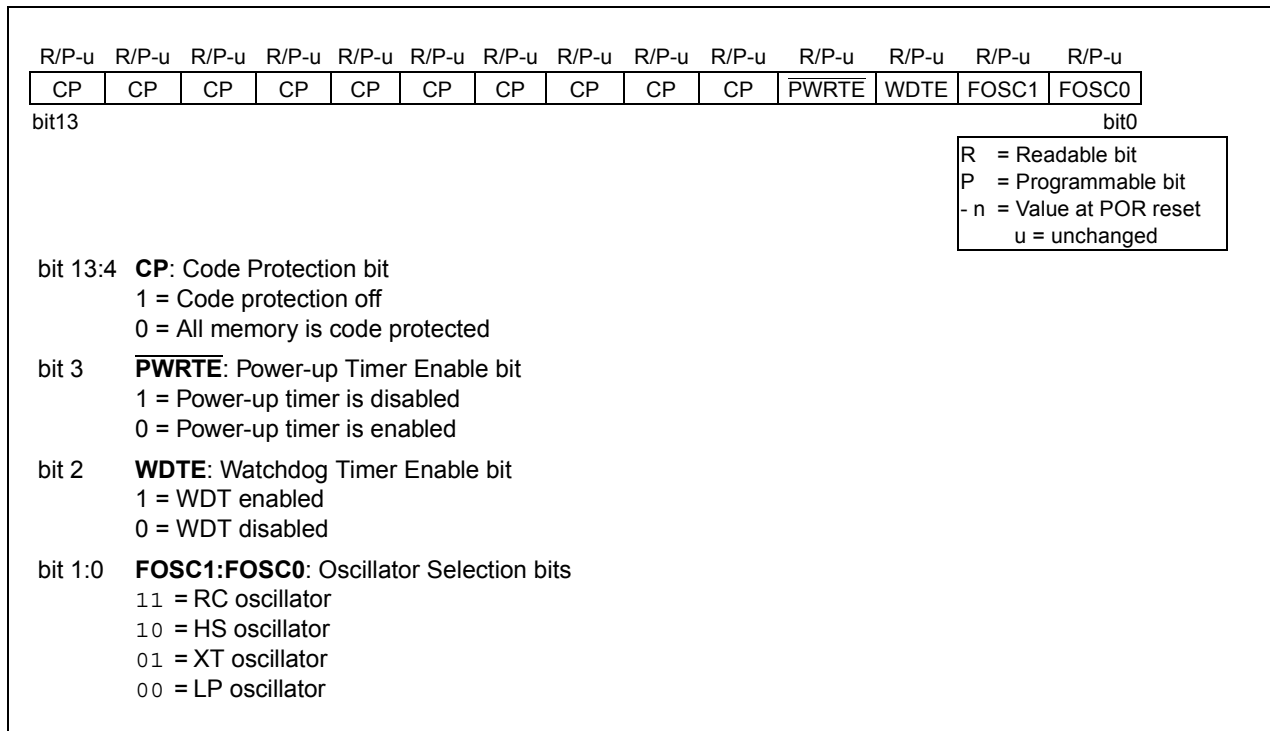 R/P-u R/P-u R/P-u R/P-u R/P-u R/P-u R/P-u R/P-u R/P-u R/P-u R/P-u R/P-u R/P-u R/P-u
CP CP CP CP CP CP CP CP CP CP PWRTE WDTE FOSC1 FOSC0
bit13 bit0
R = Readable bit
P = Programmable bit
- n = Value at POR reset
u = unchanged
bit 13:4 CP: Code Protection bit
1 = Code protection off
0 = All memory is code protected
bit 3 PWRTE: Power-up Timer Enable bit
1 = Power-up timer is disabled
0 = Power-up timer is enabled
bit 2 WDTE: Watchdog Timer Enable bit
1 = WDT enabled
0 = WDT disabled
bit 1:0 FOSC1:FOSC0: Oscillator Selection bits
11 = RC oscillator
10 = HS oscillator
01 = XT oscillator
00 = LP oscillator